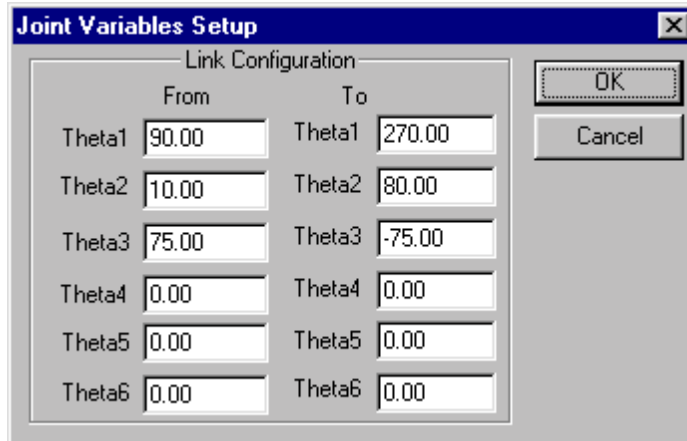 Joint Variables Setup
Link Configuration
From To
Theta1 90.00 Theta1 270.00
Theta2 10.00 Theta2 80.00
Theta3 75.00 Theta3 -75.00
Theta4 0.00 Theta4 0.00
Theta5 0.00 Theta5 0.00
Theta6 0.00 Theta6 0.00
OK
Cancel